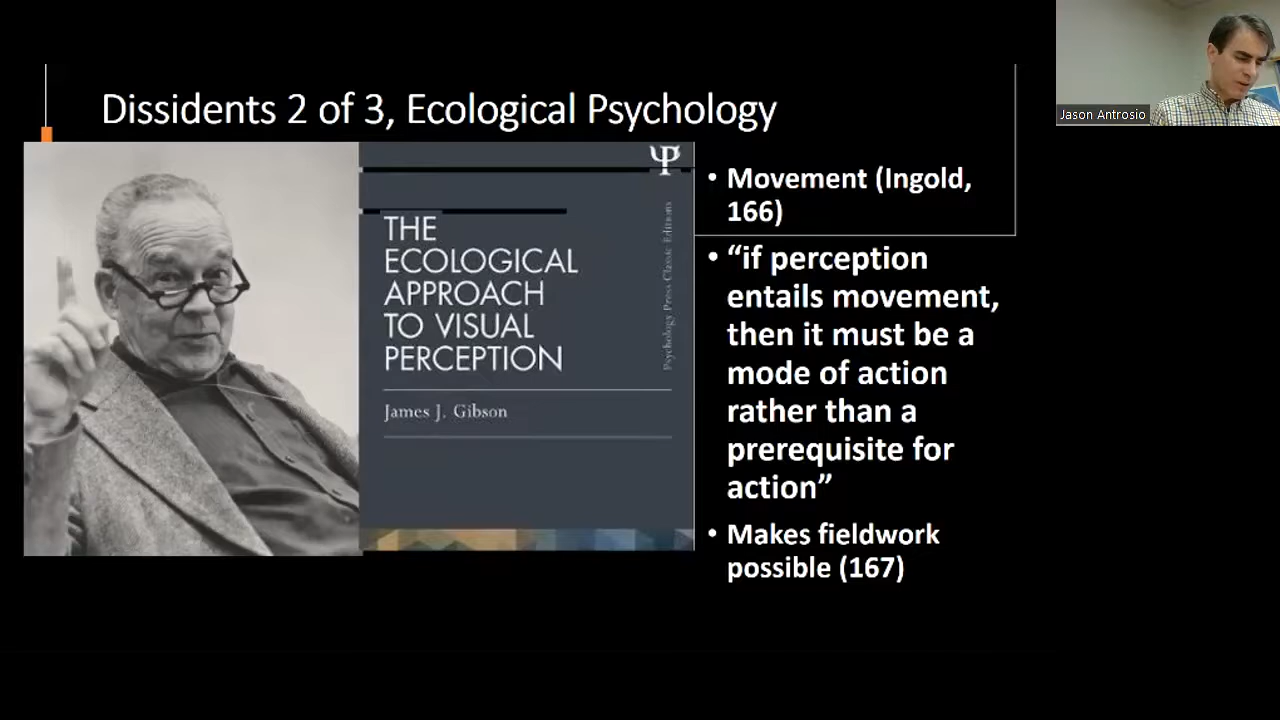 Dissidents 2 of 3, Ecological Psychology
Jason Antrosio
Ψ
THE
ECOLOGICAL
APPROACH
TO VISUAL
PERCEPTION
James J. Gibson
Psychology Press Classic Editions
• Movement (Ingold,
166)
• “if perception
entails movement,
then it must be a
mode of action
rather than a
prerequisite for
action”
• Makes fieldwork
possible (167)